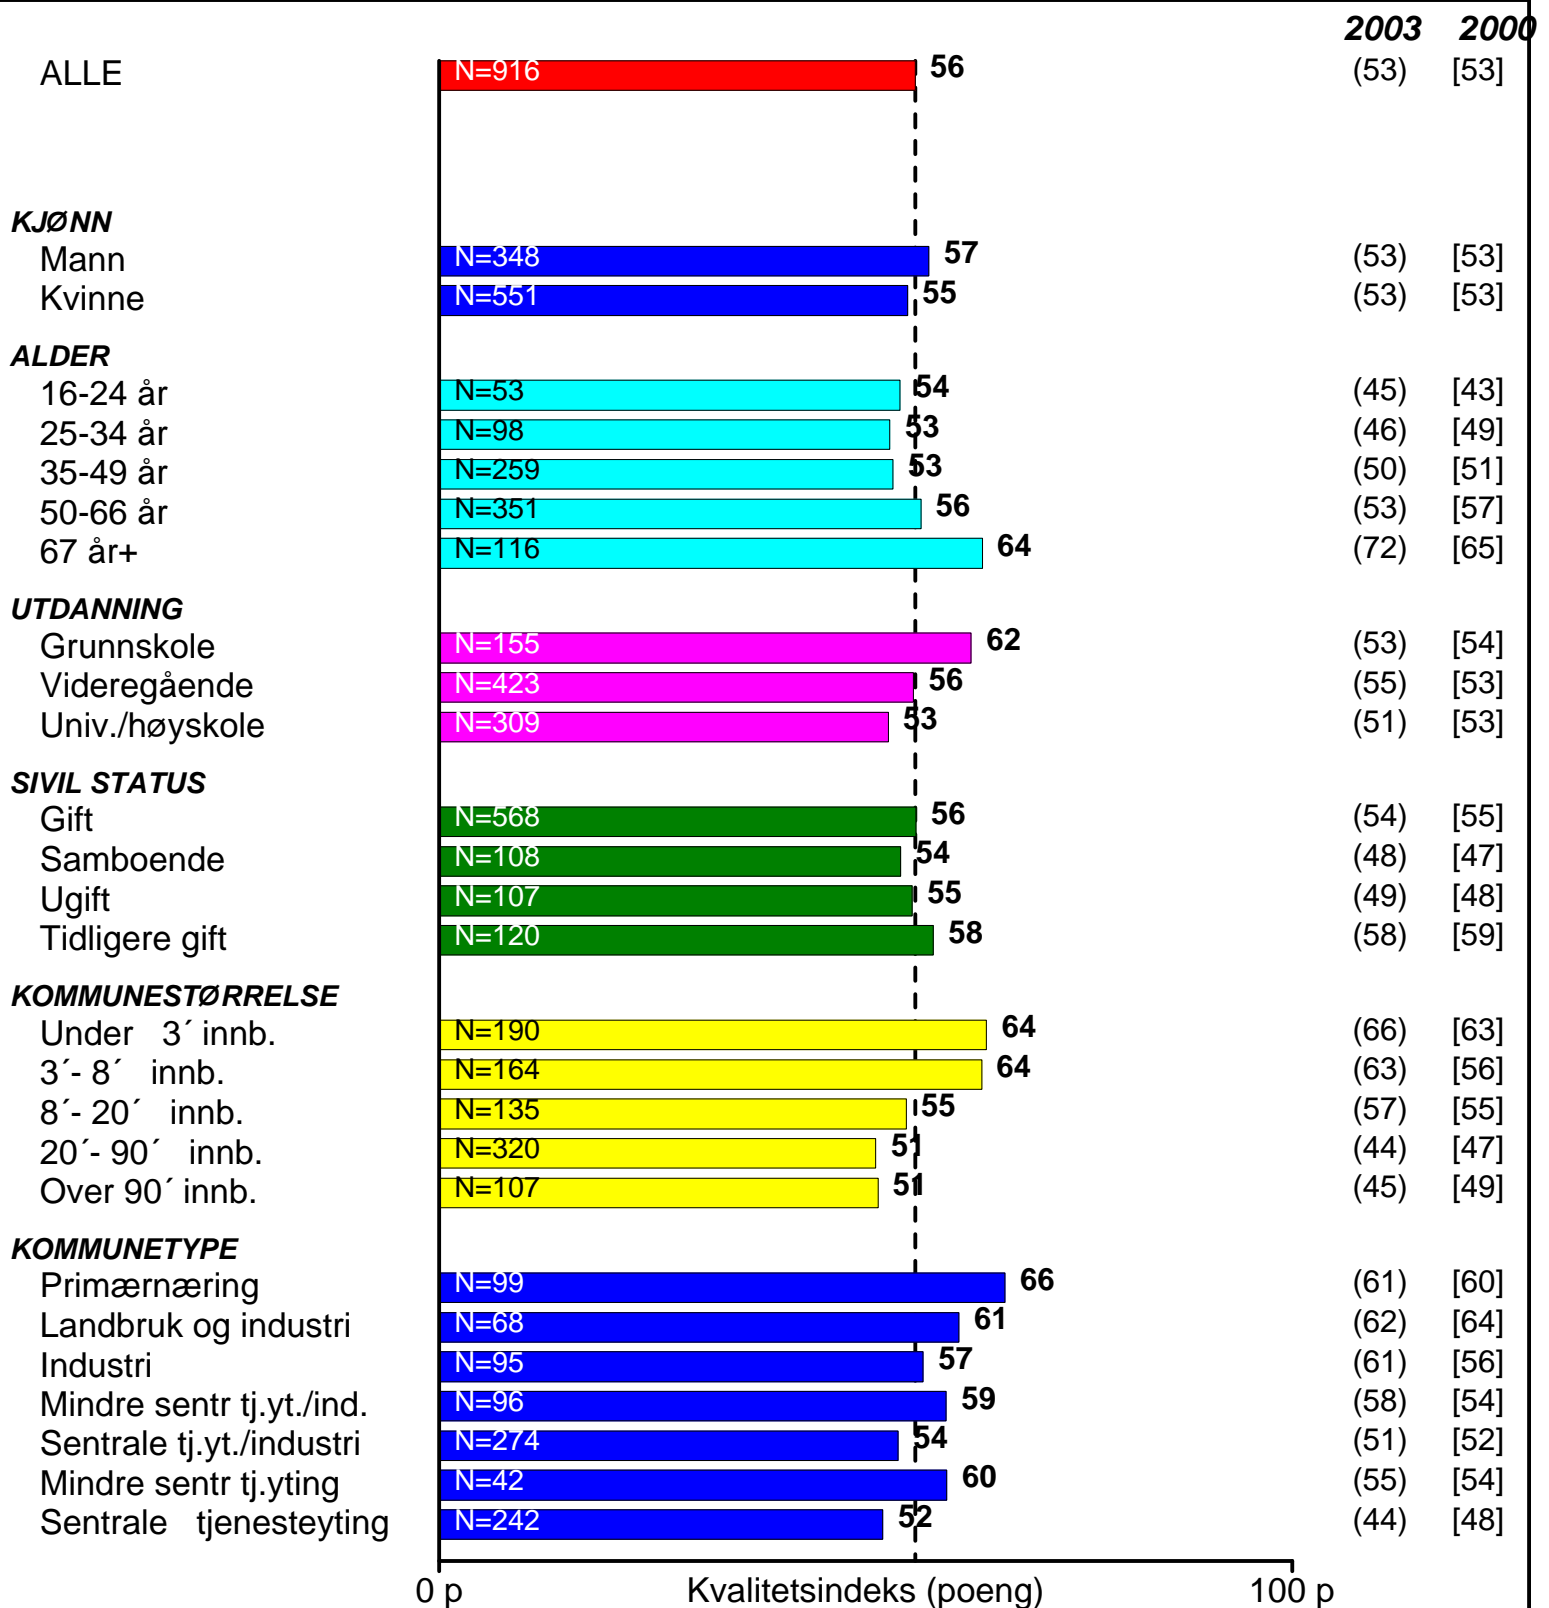 2003 2000
ALLE N=916 56 (53) [53]
KJØNN
Mann N=348 57 (53) [53]
Kvinne N=551 55 (53) [53]
ALDER
16-24 år N=53 54 (45) [43]
25-34 år N=98 53 (46) [49]
35-49 år N=259 53 (50) [51]
50-66 år N=351 56 (53) [57]
67 år+ N=116 64 (72) [65]
UTDANNING
Grunnskole N=155 62 (53) [54]
Videregående N=423 56 (55) [53]
Univ./høyskole N=309 53 (51) [53]
SIVIL STATUS
Gift N=568 56 (54) [55]
Samboende N=108 54 (48) [47]
Ugift N=107 55 (49) [48]
Tidligere gift N=120 58 (58) [59]
KOMMUNESTØRRELSE
Under 3´ innb. N=190 64 (66) [63]
3´- 8´ innb. N=164 64 (63) [56]
8´- 20´ innb. N=135 55 (57) [55]
20´- 90´ innb. N=320 51 (44) [47]
Over 90´ innb. N=107 51 (45) [49]
KOMMUNETYPE
Primærnæring N=99 66 (61) [60]
Landbruk og industri N=68 61 (62) [64]
Industri N=95 57 (61) [56]
Mindre sentr tj.yt./ind. N=96 59 (58) [54]
Sentrale tj.yt./industri N=274 54 (51) [52]
Mindre sentr tj.yting N=42 60 (55) [54]
Sentrale tjenesteyting N=242 52 (44) [48]
0 p Kvalitetsindeks (poeng) 100 p